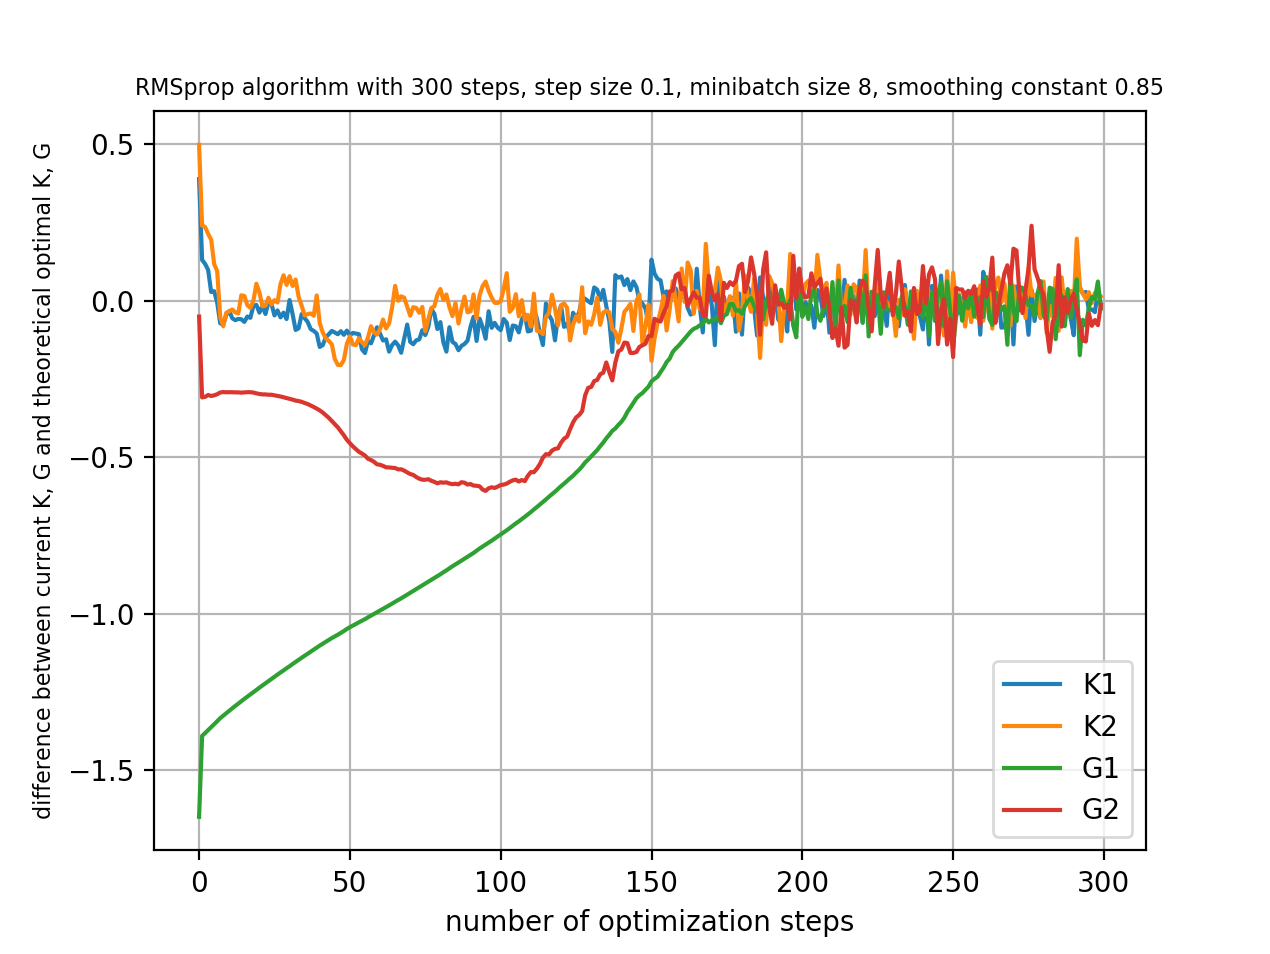 RMSprop algorithm with 300 steps, step size 0.1, minibatch size 8, smoothing constant 0.85
difference between current K, G and theoretical optimal K, G
0.5
0.0
−0.5
−1.0
−1.5
K1
K2
G1
G2
0 50 100 150 200 250 300
number of optimization steps